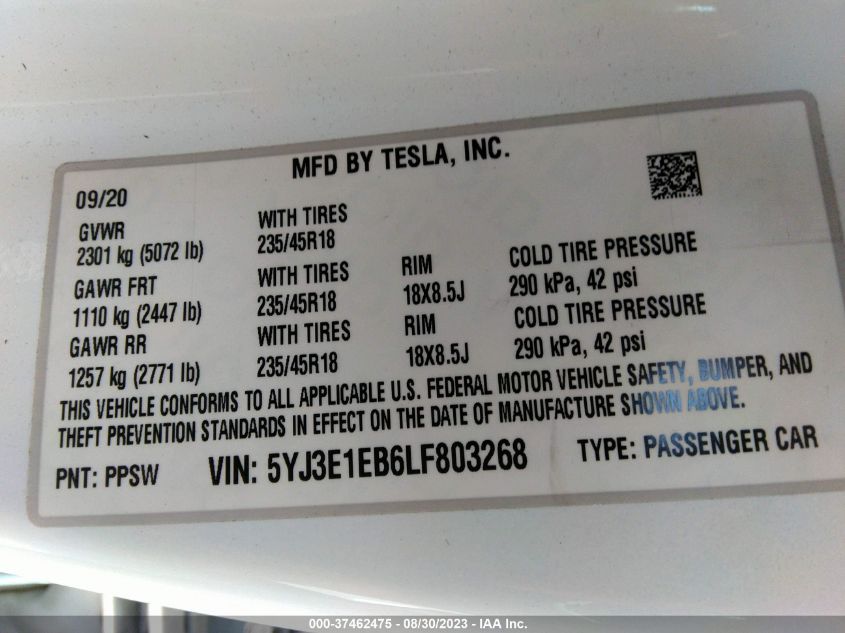 MFD BY TESLA, INC.
09/20
GVWR WITH TIRES
2301 kg (5072 lb) 235/45R18
GAWR FRT WITH TIRES RIM COLD TIRE PRESSURE
1110 kg (2447 lb) 235/45R18 18X8.5J 290 kPa, 42 psi
GAWR RR WITH TIRES RIM COLD TIRE PRESSURE
1257 kg (2771 lb) 235/45R18 18X8.5J 290 kPa, 42 psi
THIS VEHICLE CONFORMS TO ALL APPLICABLE U.S. FEDERAL MOTOR VEHICLE SAFETY, BUMPER, AND
THEFT PREVENTION STANDARDS IN EFFECT ON THE DATE OF MANUFACTURE SHOWN ABOVE.
PNT: PPSW VIN: 5YJ3E1EB6LF803268 TYPE: PASSENGER CAR
000-37462475 - 08/30/2023 - © IAA Inc.